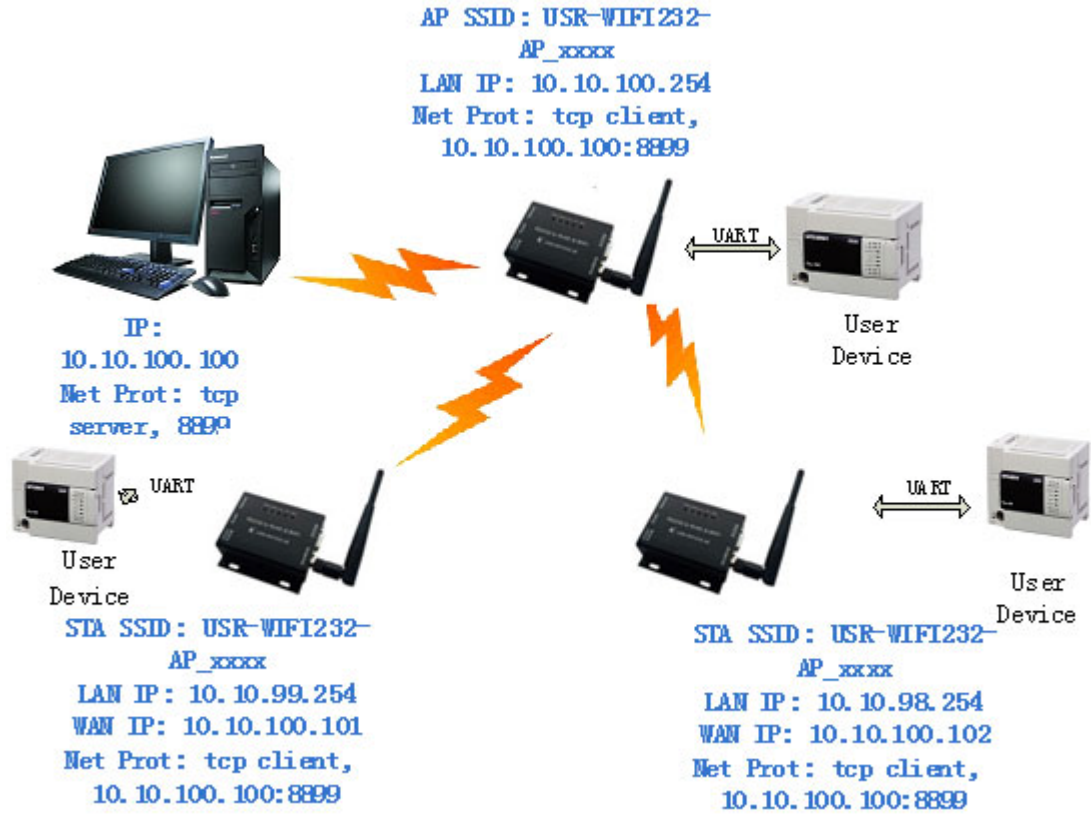 AP SSID: USR-WIFI232-
AP_xxxx
LAN IP: 10.10.100.254
Net Prot: tcp client,
10.10.100.100:8899
UART
User
Device
IP:
10.10.100.100
Net Prot: tcp
server, 8899
UART
User
Device
STA SSID: USR-WIFI232-
AP_xxxx
LAN IP: 10.10.99.254
WAN IP: 10.10.100.101
Net Prot: tcp client,
10.10.100.100:8899
UART
User
Device
STA SSID: USR-WIFI232-
AP_xxxx
LAN IP: 10.10.98.254
WAN IP: 10.10.100.102
Net Prot: tcp client,
10.10.100.100:8899